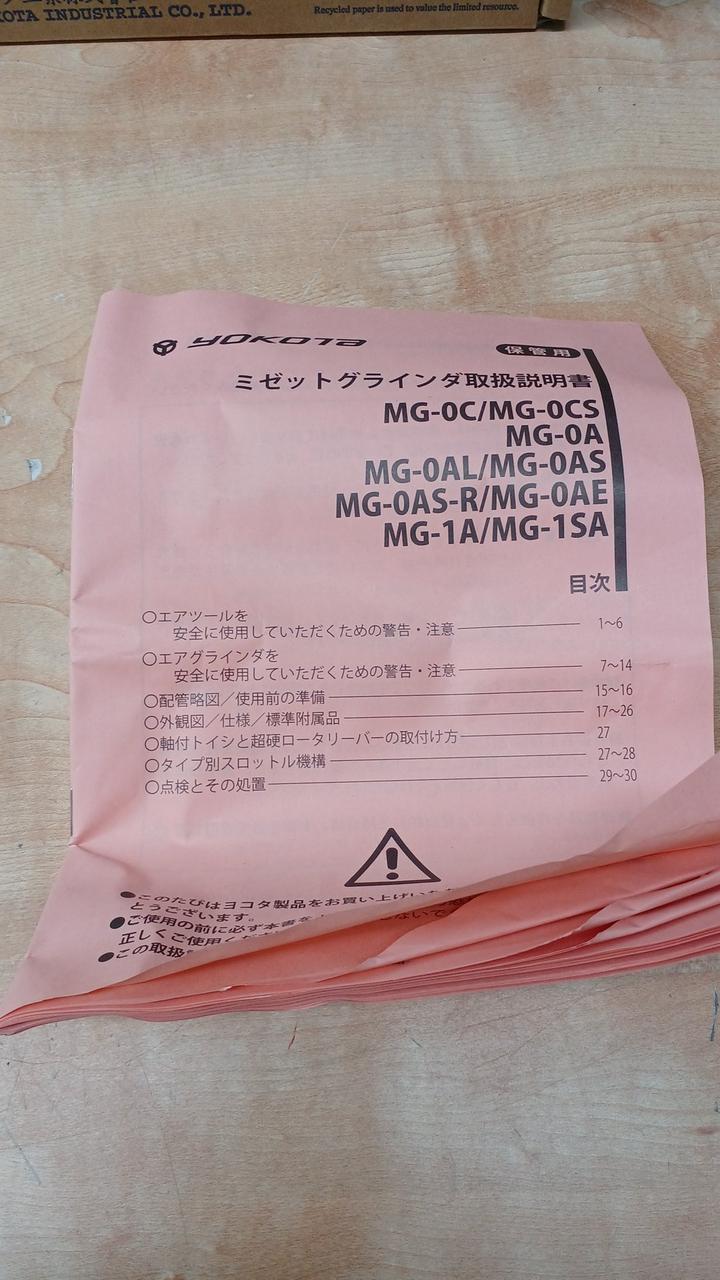 OTA INDUSTRIAL CO., LTD.
Recycled paper is used to value the limited resource.
YOKOTA
保管用
ミゼットグラインダ取扱説明書
MG-0C/MG-0CS
MG-0A
MG-0AL/MG-0AS
MG-0AS-R/MG-0AE
MG-1A/MG-1SA
目次
○エアツールを
安全に使用していただくための警告・注意 1～6
○エアグラインダを
安全に使用していただくための警告・注意 7～14
○配管略図／使用前の準備 15～16
○外観図／仕様／標準附属品 17～26
○軸付トイシと超硬ロータリーバーの取付け方 27
○タイプ別スロットル機構 27～28
○点検とその処置 29～30
●このたびはヨコタ製品をお買い上げいた
とうございます。
●ご使用の前に必ず本書を
正しくご使用く
●この取扱